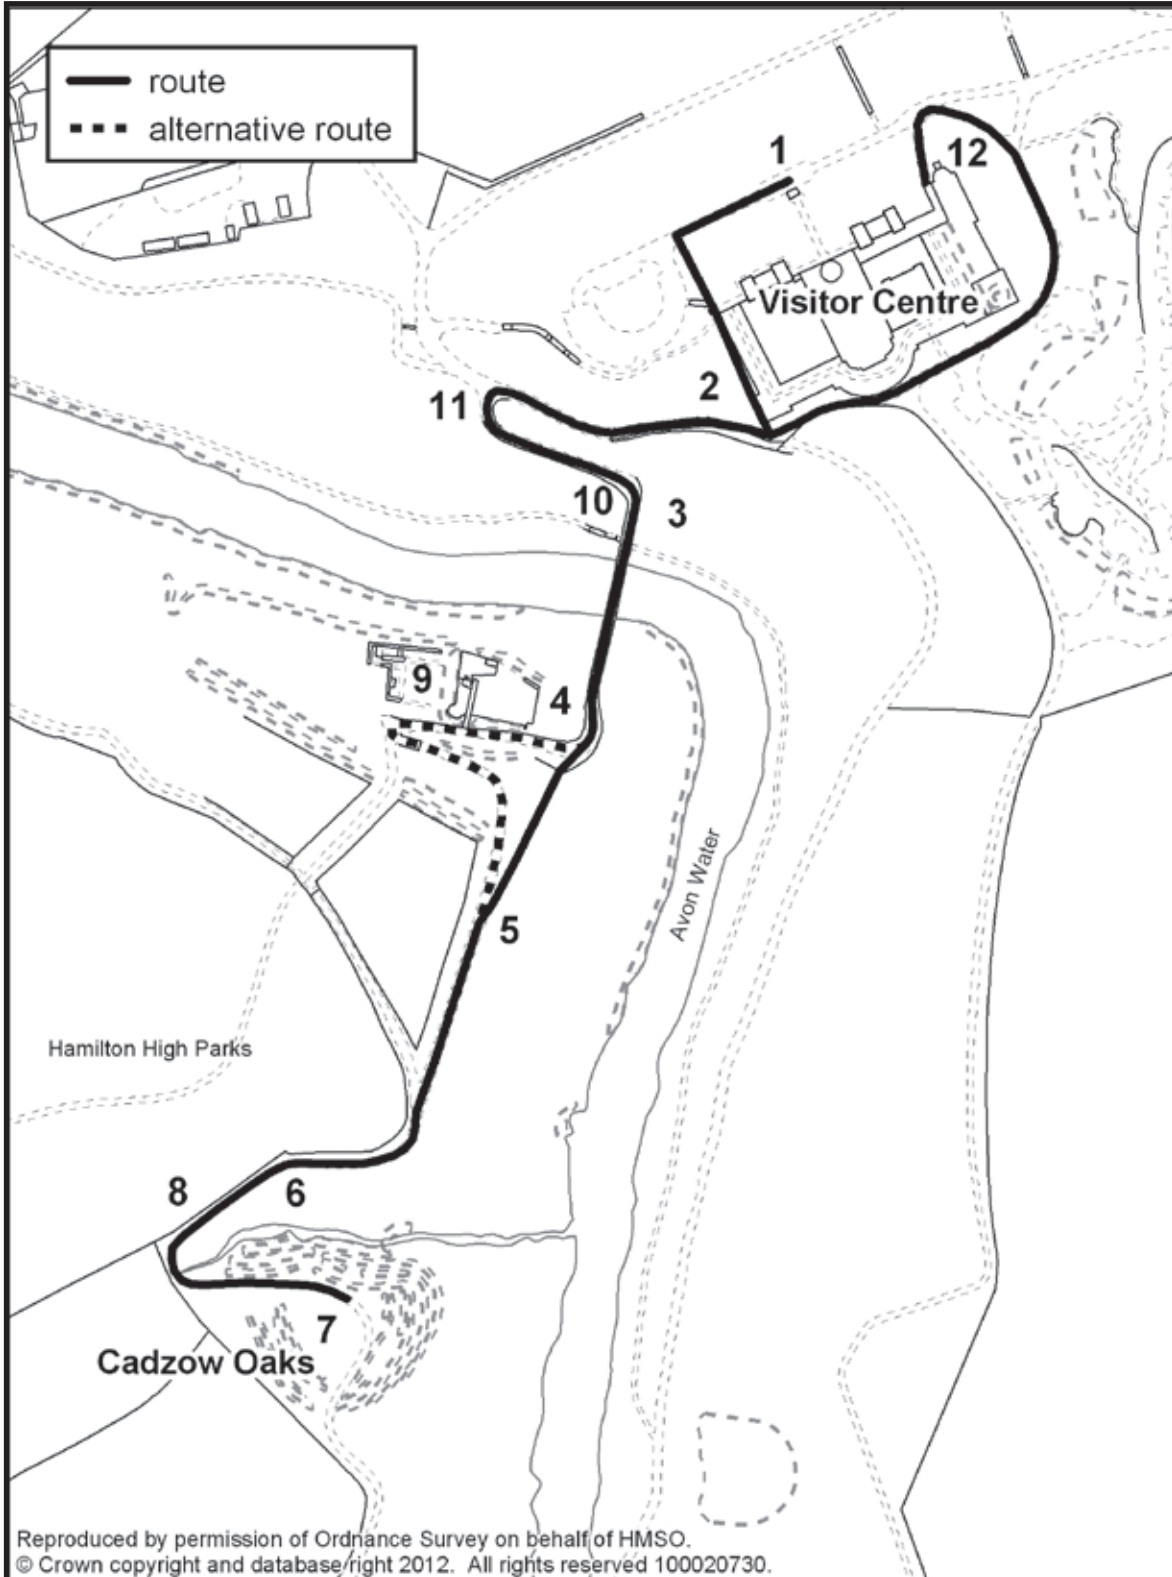 route
alternative route
1
12
Visitor Centre
2
11
10
3
9
4
Avon Water
5
Hamilton High Parks
8
6
7
Cadzow Oaks
Reproduced by permission of Ordnance Survey on behalf of HMSO.
© Crown copyright and database right 2012. All rights reserved 100020730.